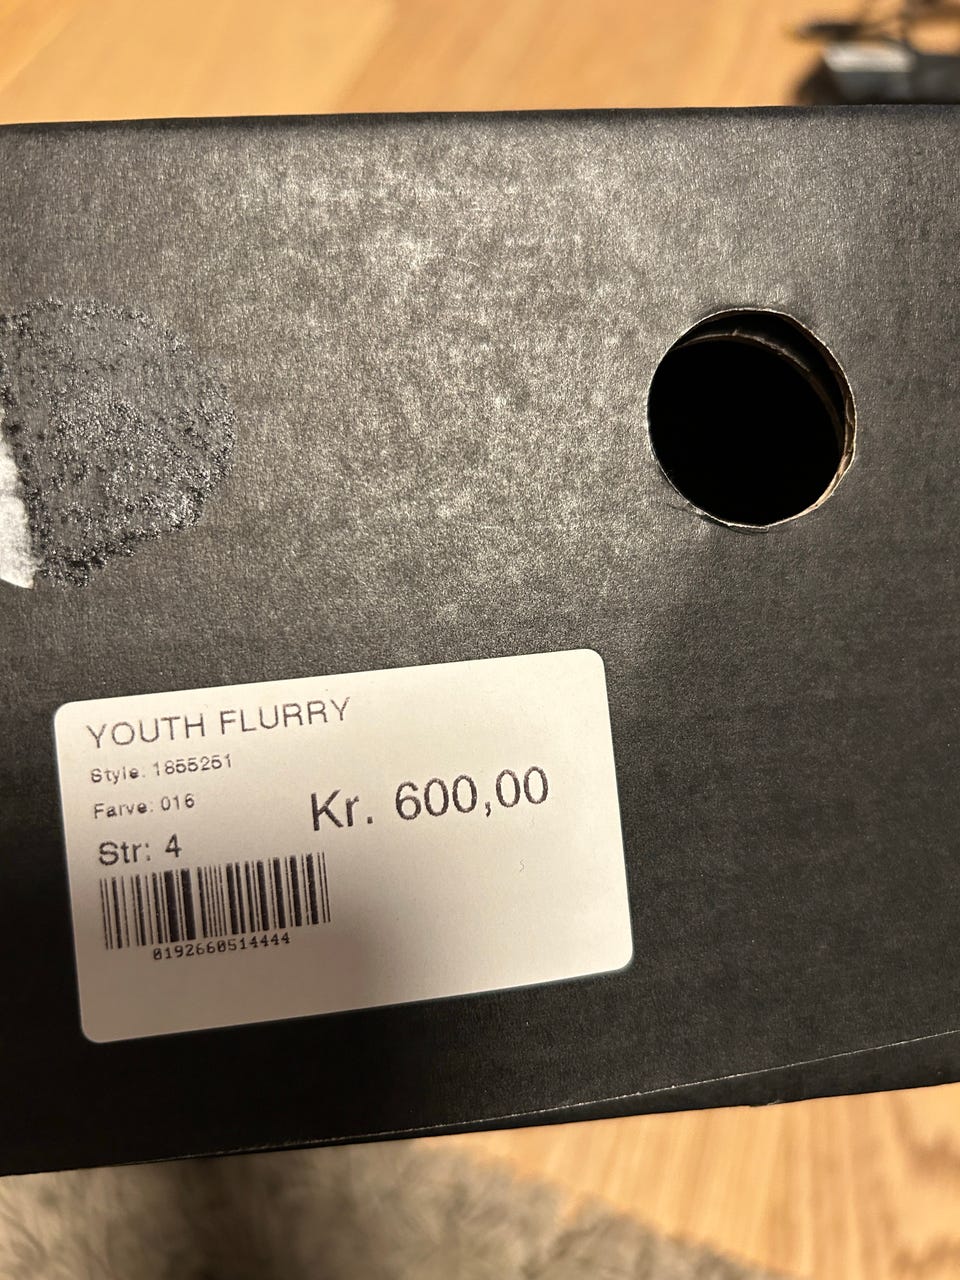 YOUTH FLURRY
Style: 1855251
Farve: 016
Kr. 600,00
Str: 4
0192660514444